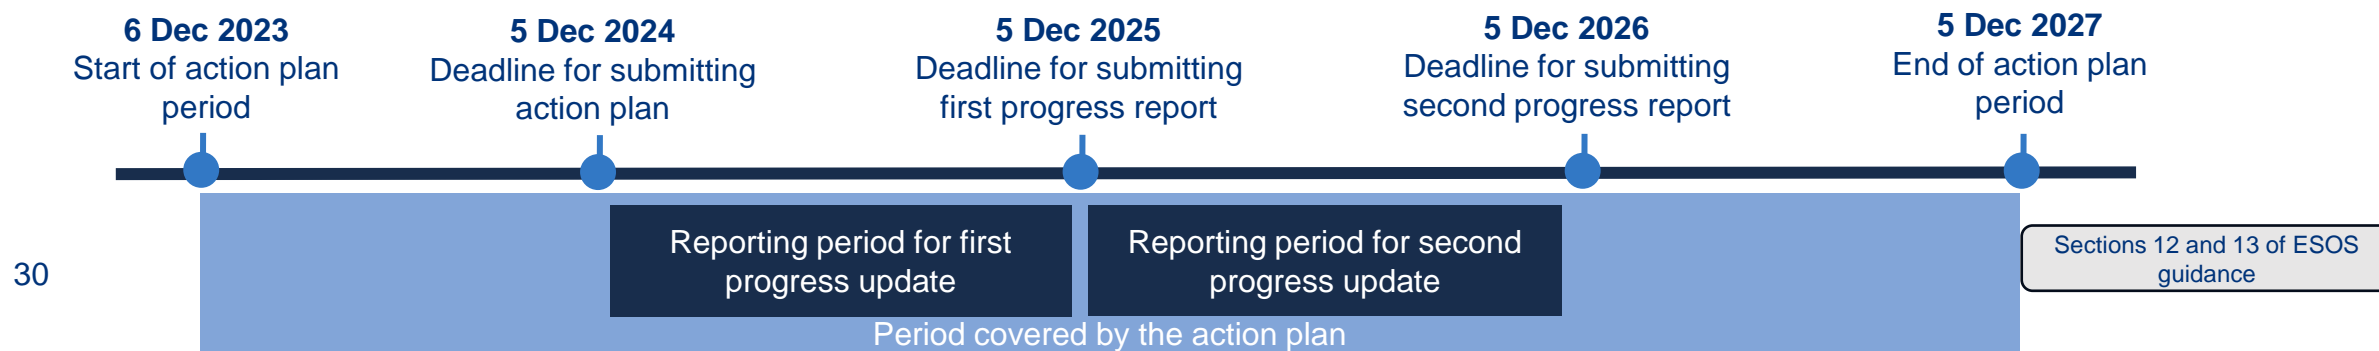 6 Dec 2023
Start of action plan
period
5 Dec 2024
Deadline for submitting
action plan
5 Dec 2025
Deadline for submitting
first progress report
5 Dec 2026
Deadline for submitting
second progress report
5 Dec 2027
End of action plan
period
Reporting period for first
progress update
Reporting period for second
progress update
Period covered by the action plan
Sections 12 and 13 of ESOS
guidance
30